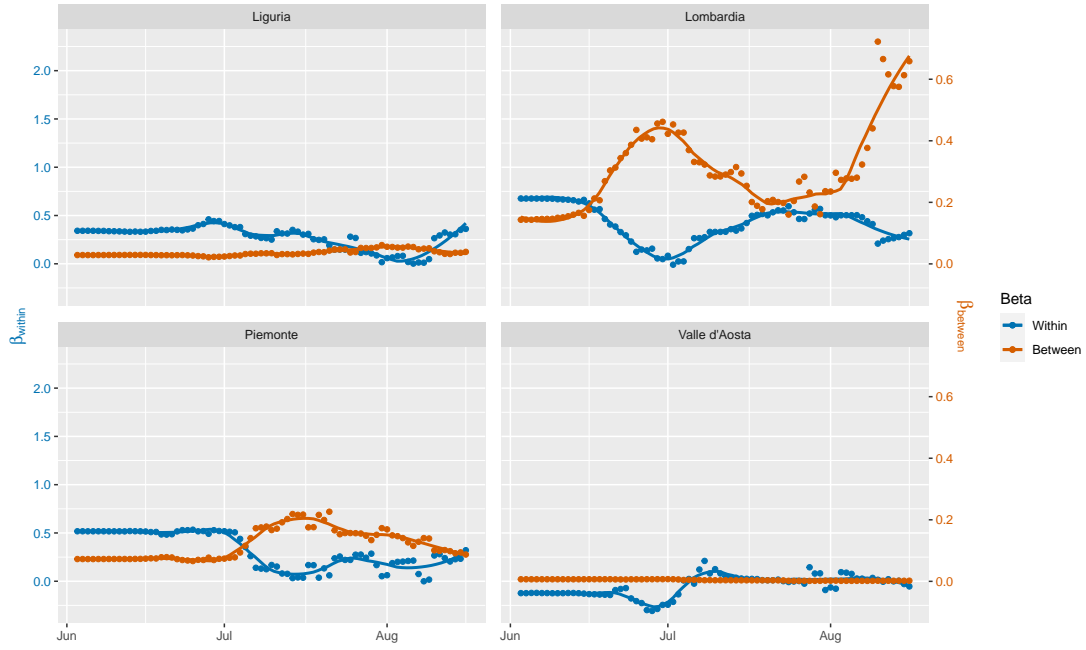 Liguria
Lombardia
2.0
1.5
1.0
0.5
0.0
0.6
0.4
0.2
0.0
βwithin
βbetween
Piemonte
Valle d'Aosta
2.0
1.5
1.0
0.5
0.0
0.6
0.4
0.2
0.0
Jun
Jul
Aug
Jun
Jul
Aug
Beta
Within
Between